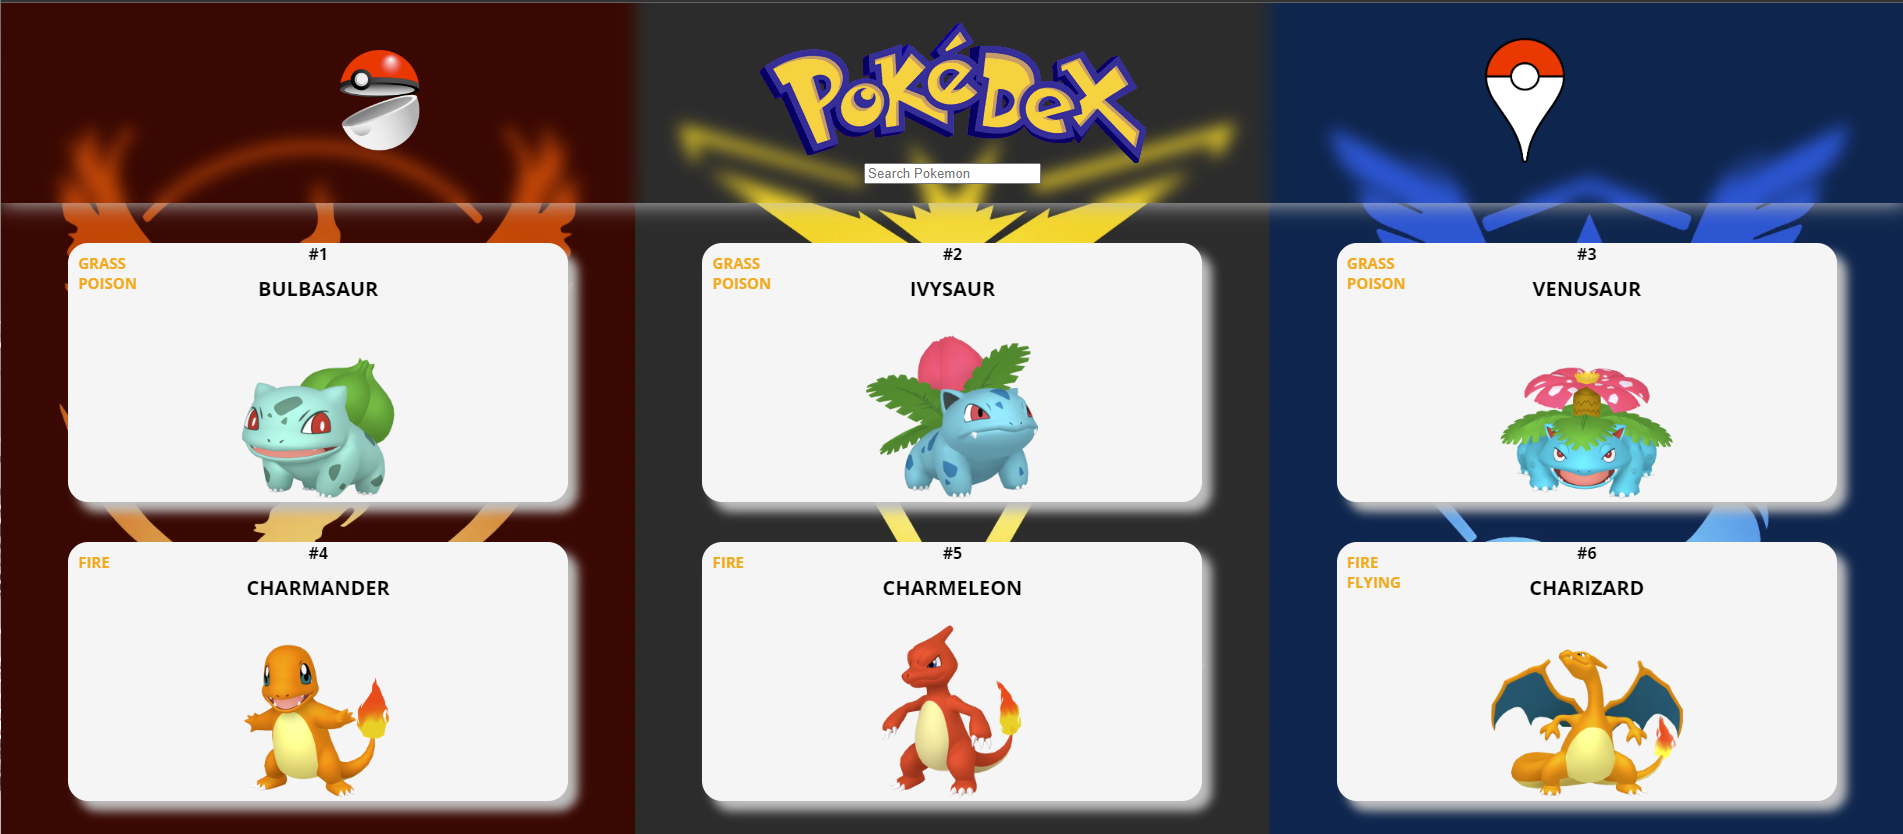 PokéDex
Search Pokemon
#1
GRASS
POISON
BULBASAUR
#2
GRASS
POISON
IVYSAUR
#3
GRASS
POISON
VENUSAUR
#4
FIRE
CHARMANDER
#5
FIRE
CHARMELEON
#6
FIRE
FLYING
CHARIZARD